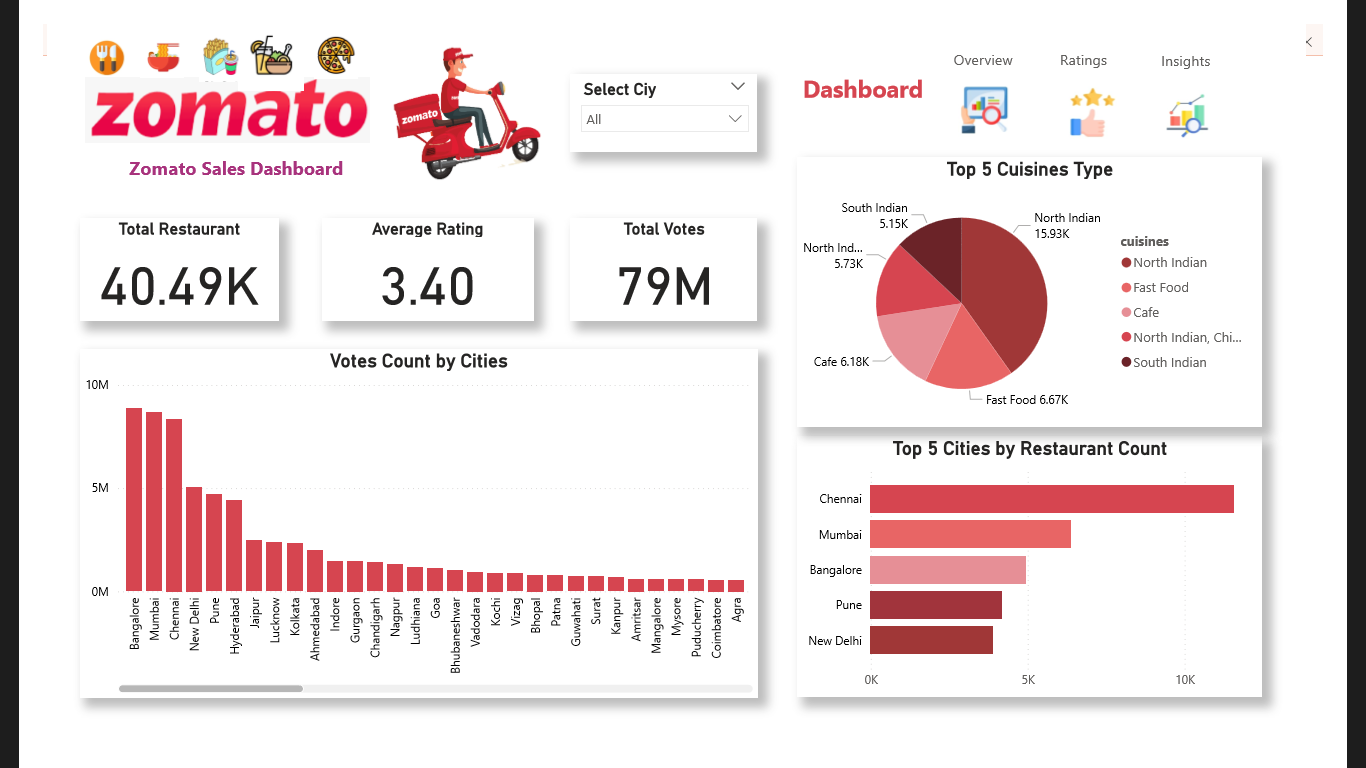 zomato
Zomato Sales Dashboard
zomato
Select Ciy
All
Dashboard
Overview
Ratings
Insights
Total Restaurant
40.49K
Average Rating
3.40
Total Votes
79M
Votes Count by Cities
10M
5M
0M
Bangalore
Mumbai
Chennai
New Delhi
Pune
Hyderabad
Jaipur
Lucknow
Kolkata
Ahmedabad
Indore
Gurgaon
Chandigarh
Nagpur
Ludhiana
Goa
Bhubaneshwar
Vadodara
Kochi
Vizag
Bhopal
Patna
Guwahati
Surat
Kanpur
Amritsar
Mangalore
Mysore
Puducherry
Coimbatore
Agra
Top 5 Cuisines Type
South Indian
5.15K
North Indian
15.93K
North Ind...
5.73K
Cafe 6.18K
Fast Food 6.67K
cuisines
North Indian
Fast Food
Cafe
North Indian, Chi...
South Indian
Top 5 Cities by Restaurant Count
Chennai
Mumbai
Bangalore
Pune
New Delhi
0K
5K
10K